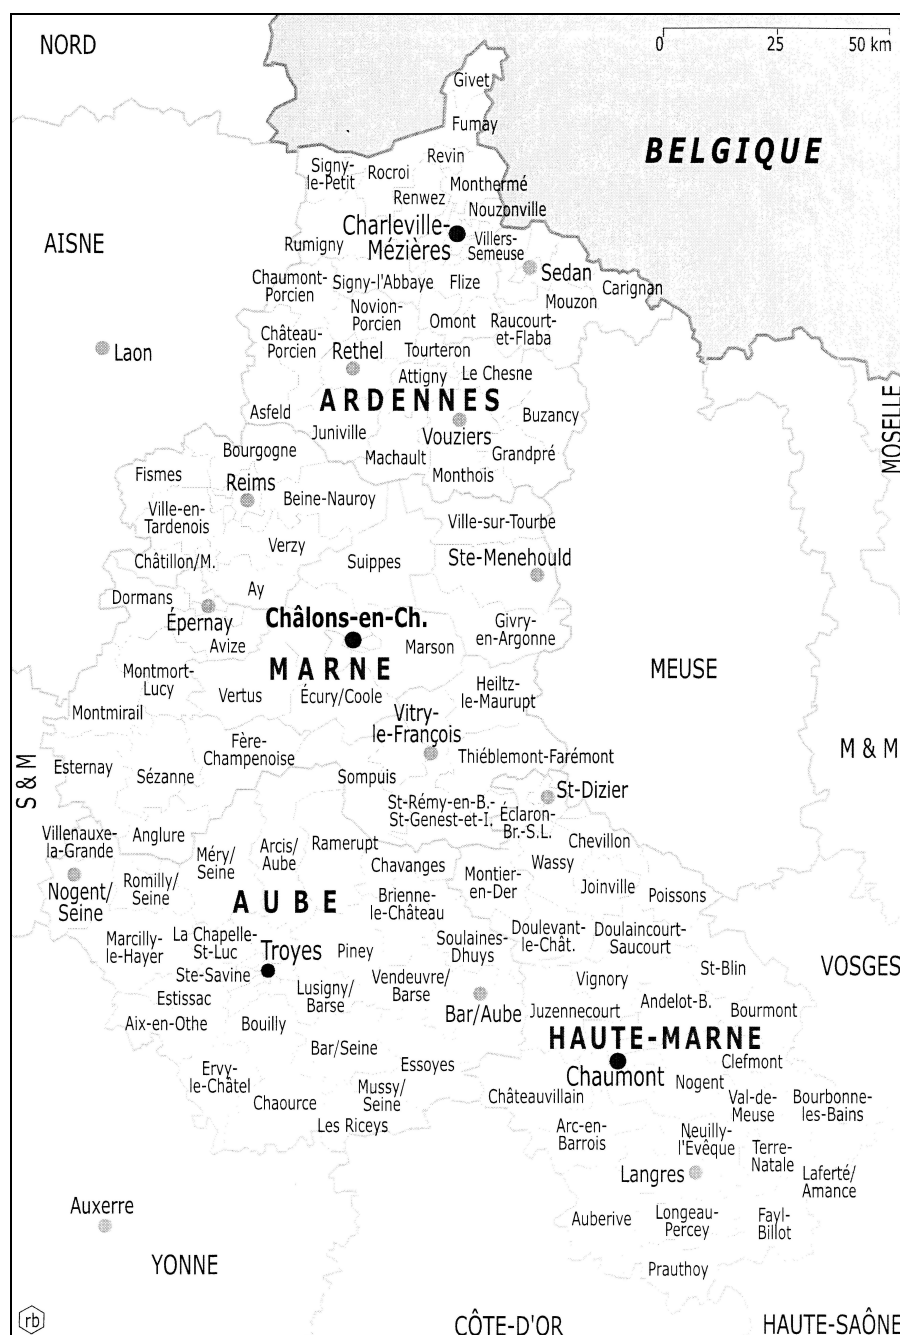 NORD
0 25 50 km
Givet
Fumay
BELGIQUE
Signy-
le-Petit
Rocroi
Revin
Monthermé
Renwez
Nouzonville
AISNE
Rumigny
Charleville-
Mézières
Villers-
Semeuse
Sedan
Chaumont-
Porcien
Signy-l'Abbaye
Flize
Mouzon
Carignan
Novion-
Porcien
Omont
Raucourt-
et-Flaba
Château-
Porcien
Rethel
Tourteron
Laon
Attigny
Le Chesne
ARDENNES
MOSELLE
Asfeld
Buzancy
Juniville
Vouziers
Bourgogne
Machault
Grandpré
Monthois
Fismes
Reims
Beine-Nauroy
Ville-en-
Tardenois
Ville-sur-Tourbe
Verzy
Châtillon/M.
Suippes
Ste-Menehould
Ay
Dormans
Épernay
Châlons-en-Ch.
Givry-
en-Argonne
Avize
Marson
MARNE
MEUSE
Montmort-
Lucy
Vertus
Écury/Coole
Heiltz-
le-Maurupt
Montmirail
Vitry-
le-François
S & M
Fère-
Champenoise
Thiéblemont-Farémont
M & M
Esternay
Sézanne
Sompuis
St-Dizier
St-Rémy-en-B.-
St-Genest-et-I.
Éclaron-
Br.-S.L.
Villenauxe-
la-Grande
Anglure
Méry/
Seine
Arcis/
Aube
Ramerupt
Chevillon
Chavanges
Wassy
Montier-
en-Der
Nogent/
Seine
Romilly/
Seine
AUBE
Brienne-
le-Château
Joinville
Poissons
Marcilly-
le-Hayer
La Chapelle-
St-Luc
Troyes
Piney
Soulaines-
Dhuys
Doulevant-
le-Chât.
Doulaincourt-
Saucourt
Ste-Savine
Vendeuvre/
Barse
St-Blin
VOSGES
Estissac
Lusigny/
Barse
Vignory
Aix-en-Othe
Bouilly
Bar/Aube
Juzennecourt
Andelot-B.
Bourmont
HAUTE-MARNE
Bar/Seine
Essoyes
Clefmont
Chaumont
Ervy-
le-Châtel
Mussy/
Seine
Châteauvillain
Nogent
Chaource
Val-de-
Meuse
Bourbonne-
les-Bains
Les Riceys
Arc-en-
Barrois
Neuilly-
l'Evêque
Terre-
Natale
Langres
Laferté/
Amance
Auxerre
Auberive
Longeau-
Percey
Fayl-
Billot
YONNE
Prauthoy
rb
CÔTE-D'OR
HAUTE-SAÔNE